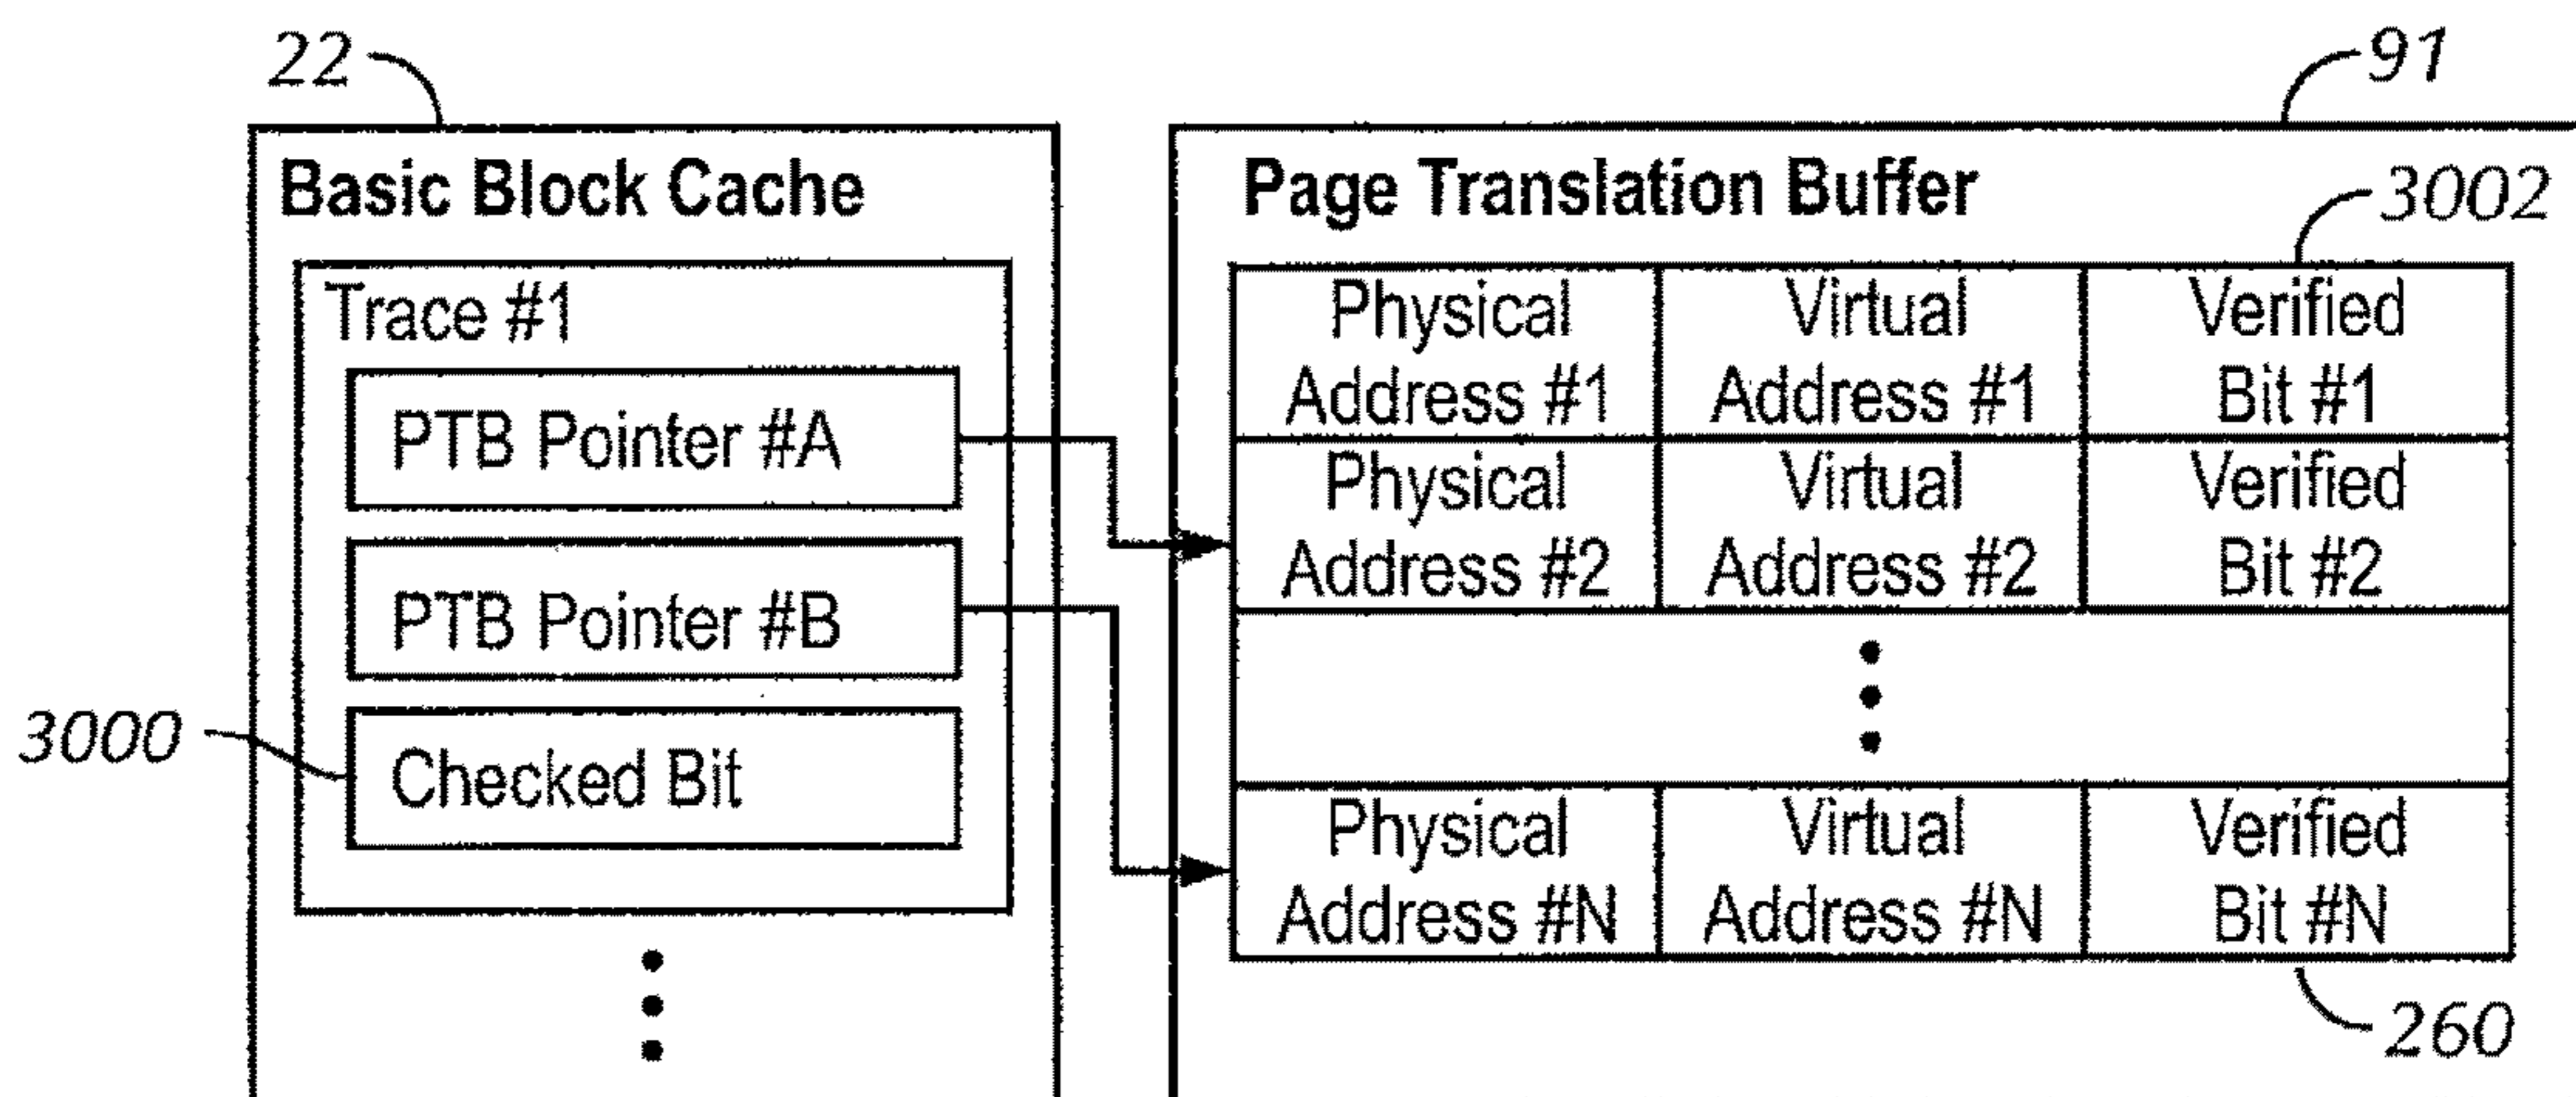 22
91
Basic Block Cache
Page Translation Buffer
3002
Trace #1
PTB Pointer #A
PTB Pointer #B
3000
Checked Bit
Physical
Address #1
Virtual
Address #1
Verified
Bit #1
Physical
Address #2
Virtual
Address #2
Verified
Bit #2
Physical
Address #N
Virtual
Address #N
Verified
Bit #N
260